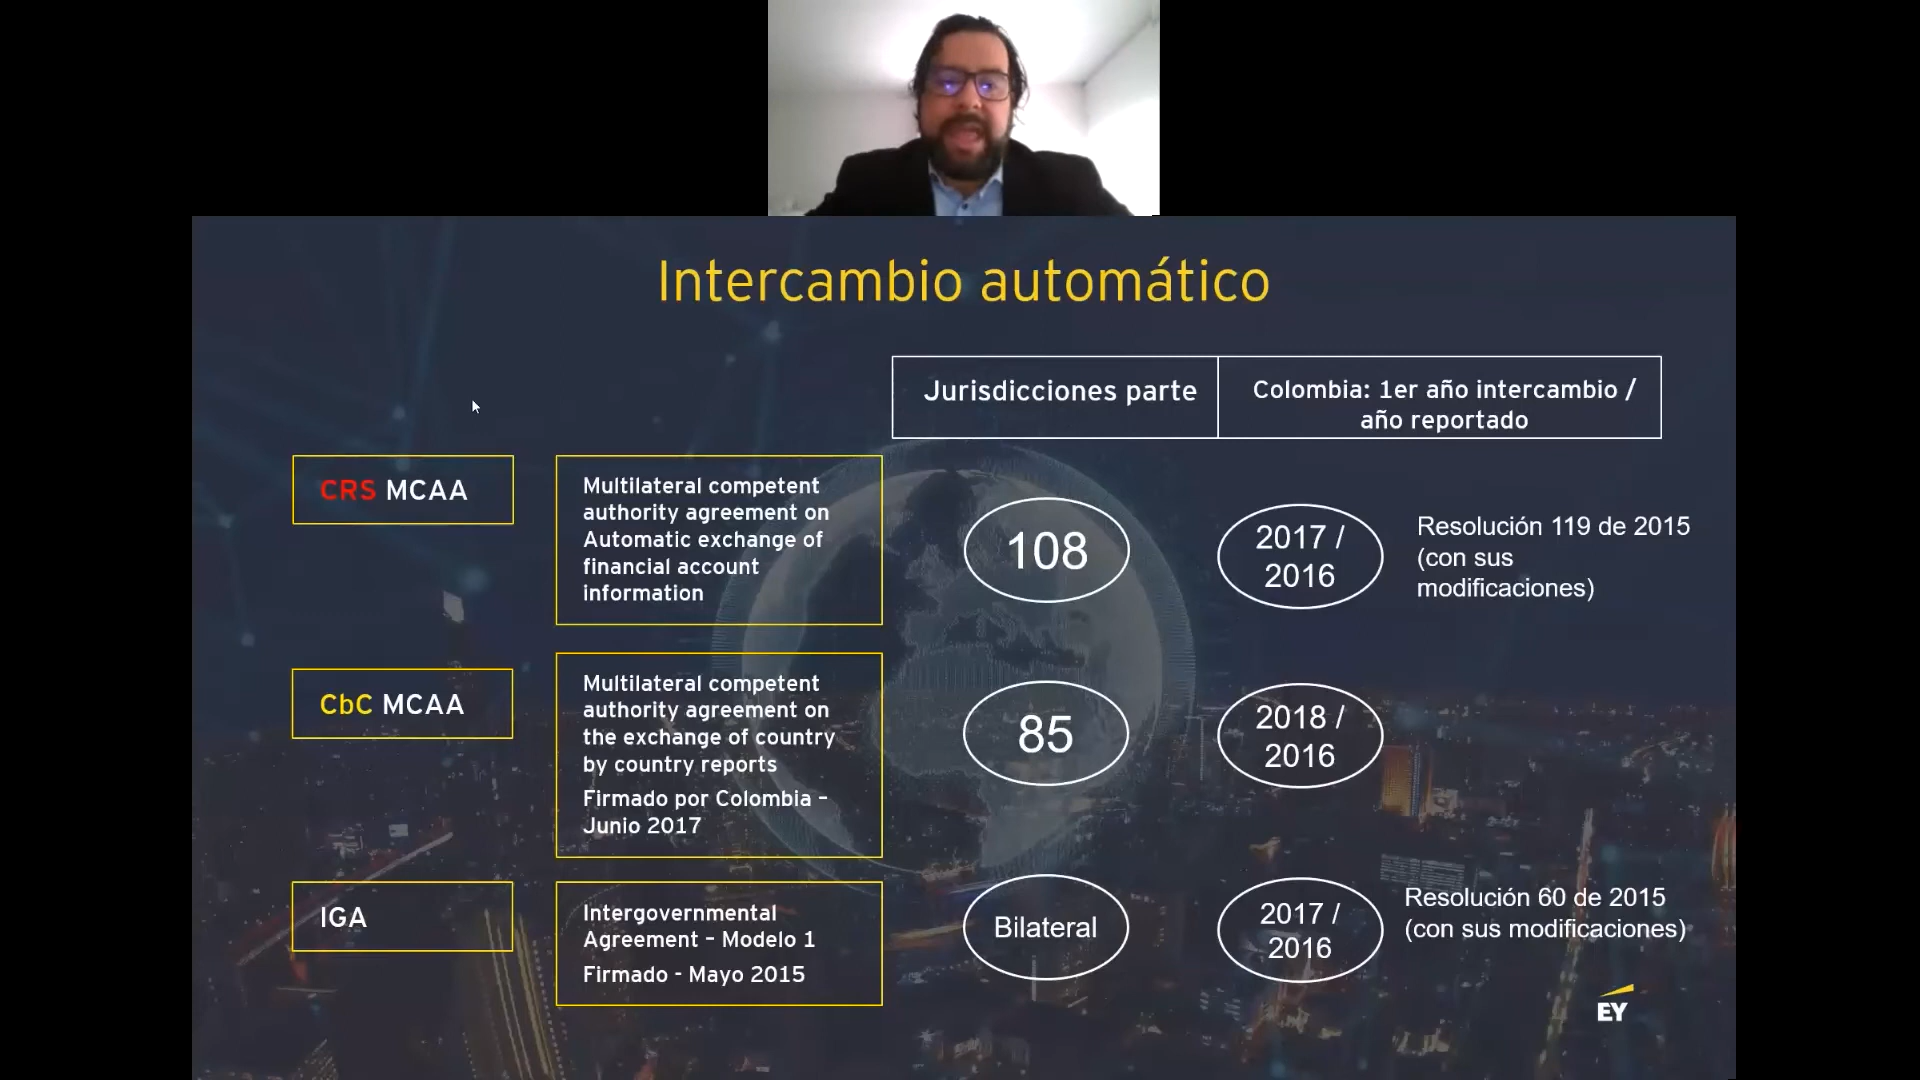 Intercambio automático
Jurisdicciones parte
Colombia: 1er año intercambio /
año reportado
CRS MCAA
Multilateral competent
authority agreement on
Automatic exchange of
financial account
information
108
2017 /
2016
Resolución 119 de 2015
(con sus
modificaciones)
CbC MCAA
Multilateral competent
authority agreement on
the exchange of country
by country reports
Firmado por Colombia –
Junio 2017
85
2018 /
2016
IGA
Intergovernmental
Agreement – Modelo 1
Firmado - Mayo 2015
Bilateral
2017 /
2016
Resolución 60 de 2015
(con sus modificaciones)
EY